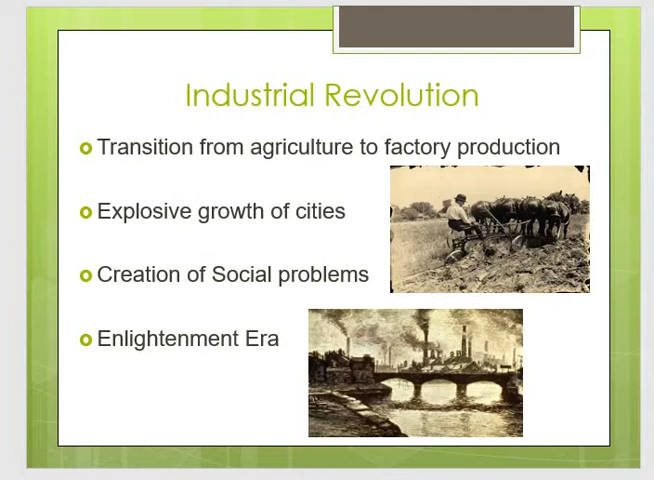 Industrial Revolution
Transition from agriculture to factory production
Explosive growth of cities
Creation of Social problems
Enlightenment Era